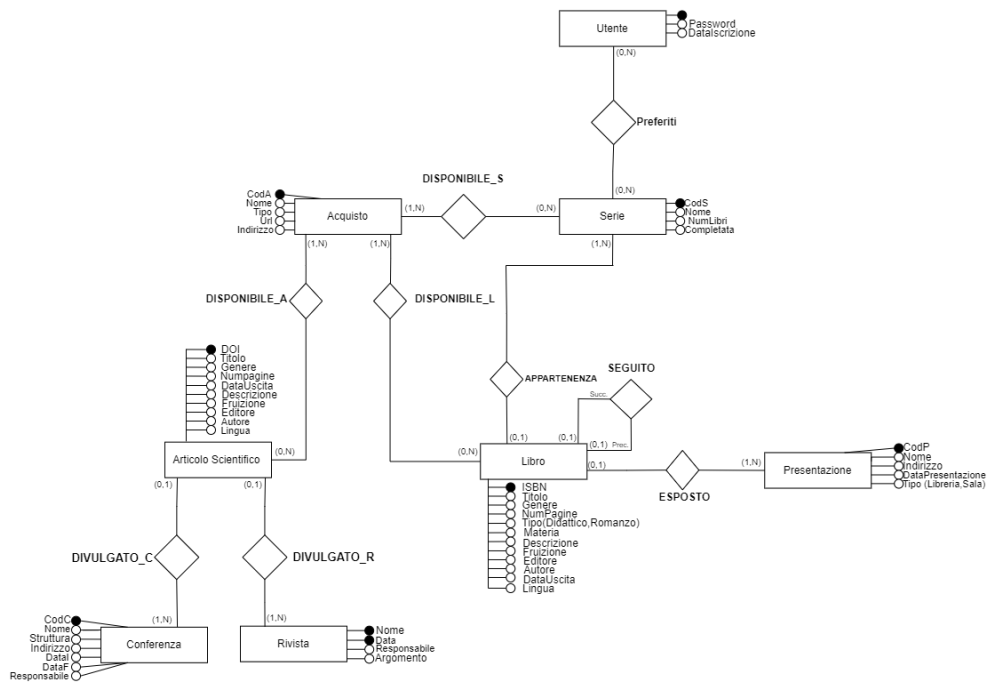 Utente
Password
DataIscrizione
(0,N)
Preferiti
(0,N)
DISPONIBILE_S
CodA
Nome
Tipo
Url
Indirizzo
Acquisto
(1,N)
(0,N)
Serie
CodS
Nome
NumLibri
Completata
(1,N)
(1,N)
(1,N)
DISPONIBILE_A
DISPONIBILE_L
DOI
Titolo
Genere
Numpagine
DataUscita
Descrizione
Fruizione
Editore
Autore
Lingua
APPARTENENZA
SEGUITO
Succ.
(0,1)
(0,1)
(0,1)
Prec.
Articolo Scientifico
(0,N)
(0,N)
Libro
(0,1)
(1,N)
ESPOSTO
Presentazione
CodP
Nome
Indirizzo
DataPresentazione
Tipo (Libreria,Sala)
(0,1)
(0,1)
ISBN
Titolo
Genere
NumPagine
Tipo(Didattico,Romanzo)
Materia
Descrizione
Fruizione
Editore
Autore
DataUscita
Lingua
DIVULGATO_C
DIVULGATO_R
(1,N)
(1,N)
CodC
Nome
Struttura
Indirizzo
DataI
DataF
Responsabile
Conferenza
Rivista
Nome
Data
Responsabile
Argomento